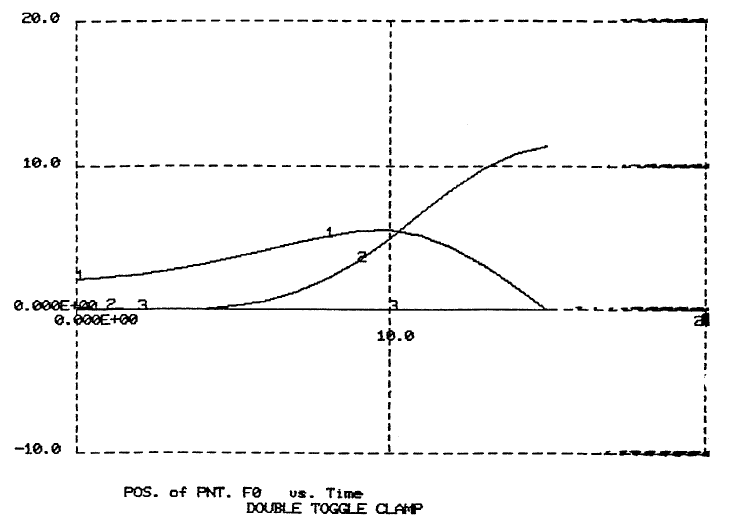 20.0
10.0
1
1
2
0.000E+00 2 3
3
0.000E+00
10.0
-10.0
POS. of PNT. F0 vs. Time
DOUBLE TOGGLE CLAMP